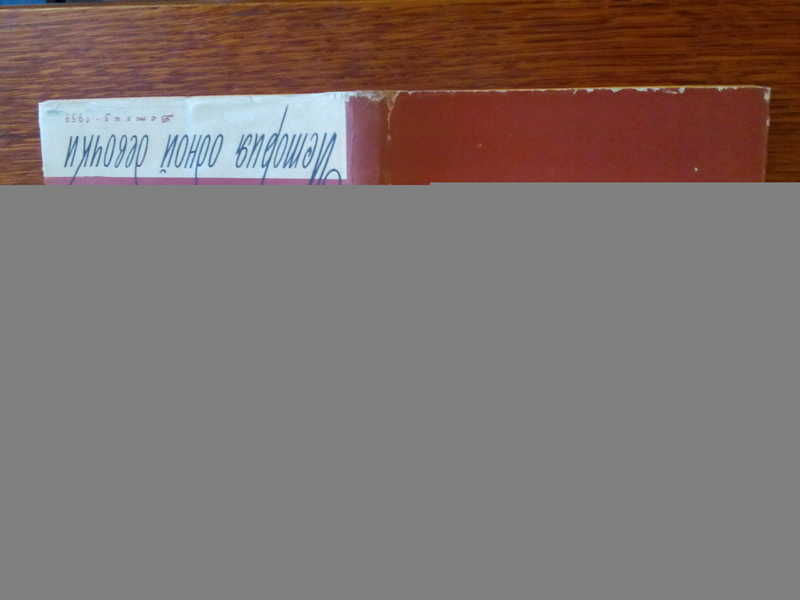 История одной девочки
Детгиз - 1959